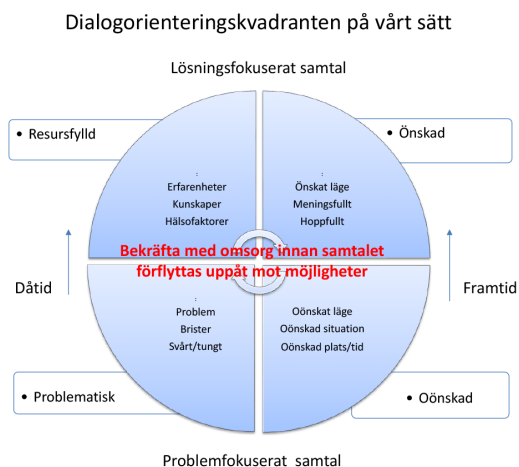 Dialogorienteringskvadranten på vårt sätt
Lösningsfokuserat samtal
• Resursfylld
• Önskad
:
Erfarenheter
Kunskaper
Hälsofaktorer
:
Önskat läge
Meningsfullt
Hoppfullt
Bekräfta med omsorg innan samtalet
förflyttas uppåt mot möjligheter
Dåtid
Framtid
:
Problem
Brister
Svårt/tungt
Oönskat läge
Oönskad situation
Oönskad plats/tid
• Problematisk
• Oönskad
Problemfokuserat samtal